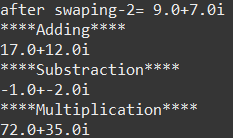 after swaping-2= 9.0+7.0i
****Adding****
17.0+12.0i
****Substraction****
-1.0+-2.0i
****Multiplication****
72.0+35.0i